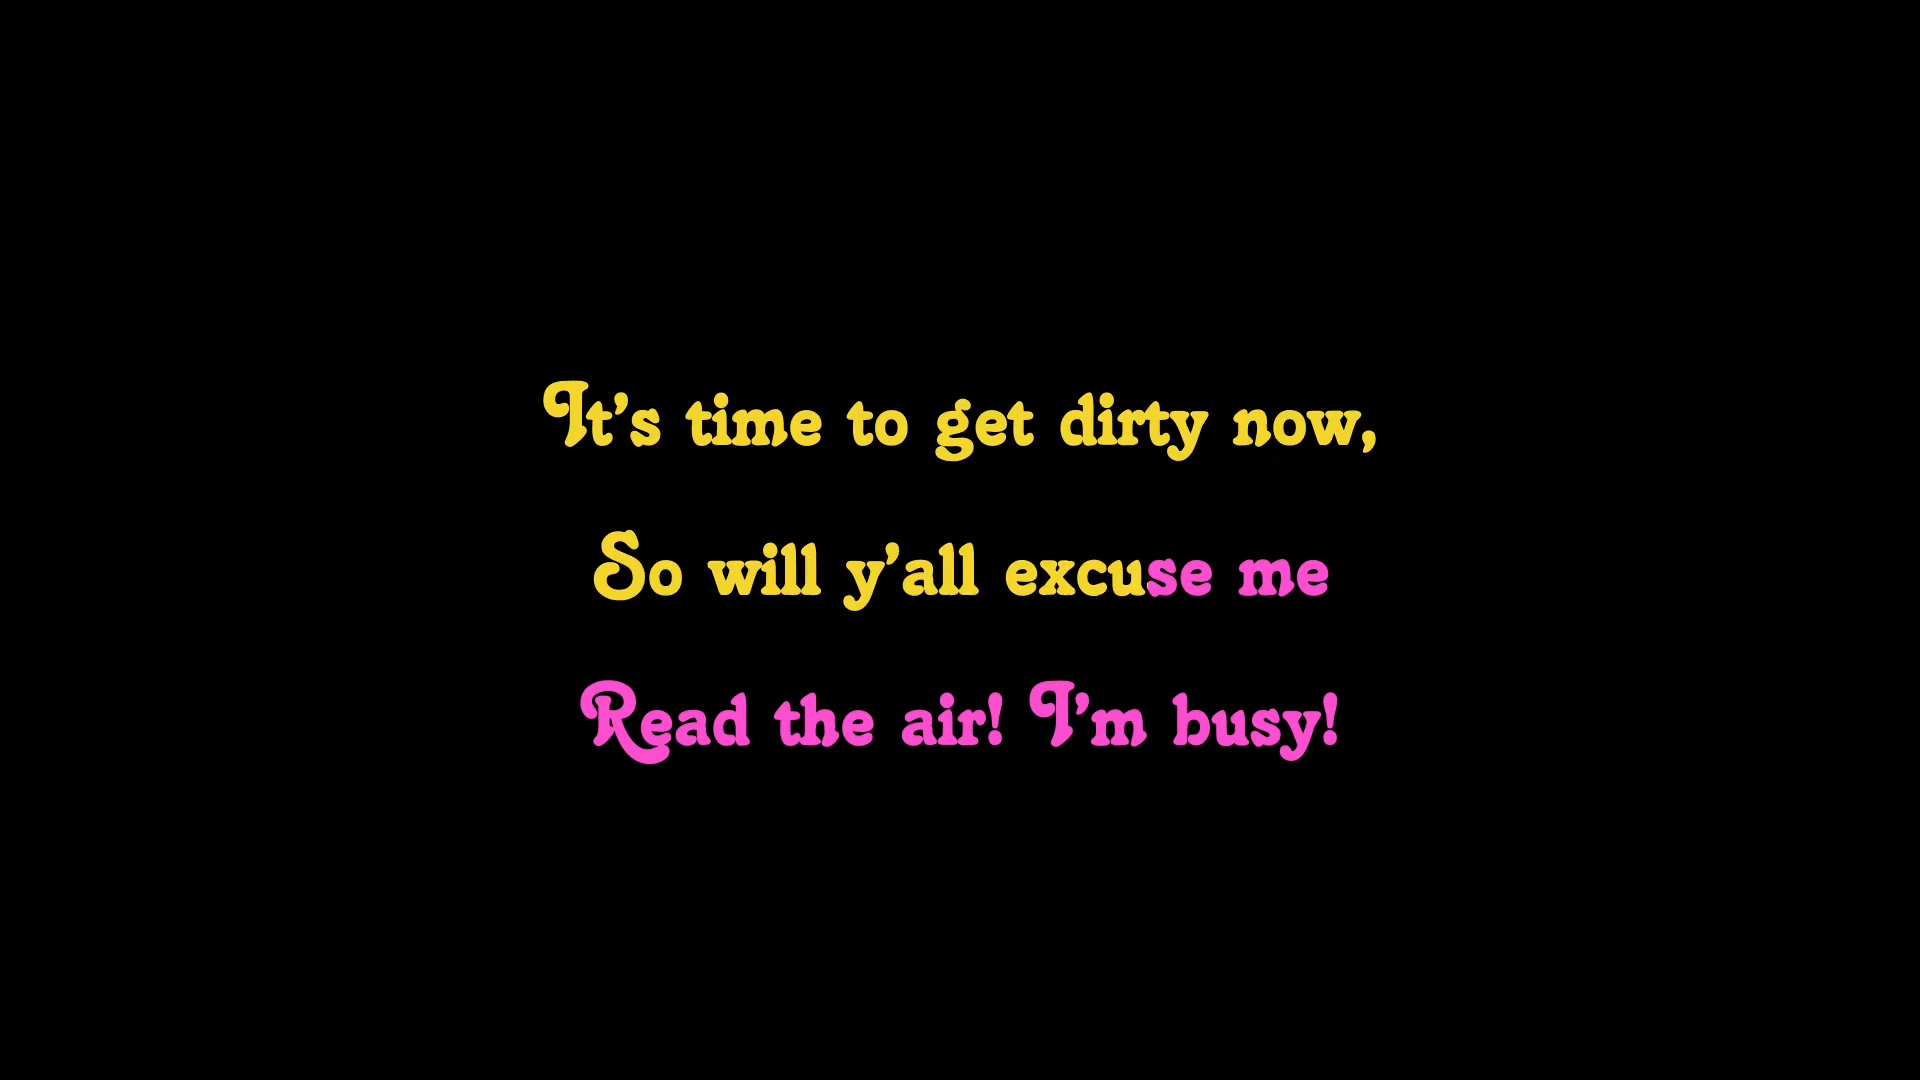 It’s time to get dirty now,
So will y’all excuse me
Read the air! I’m busy!